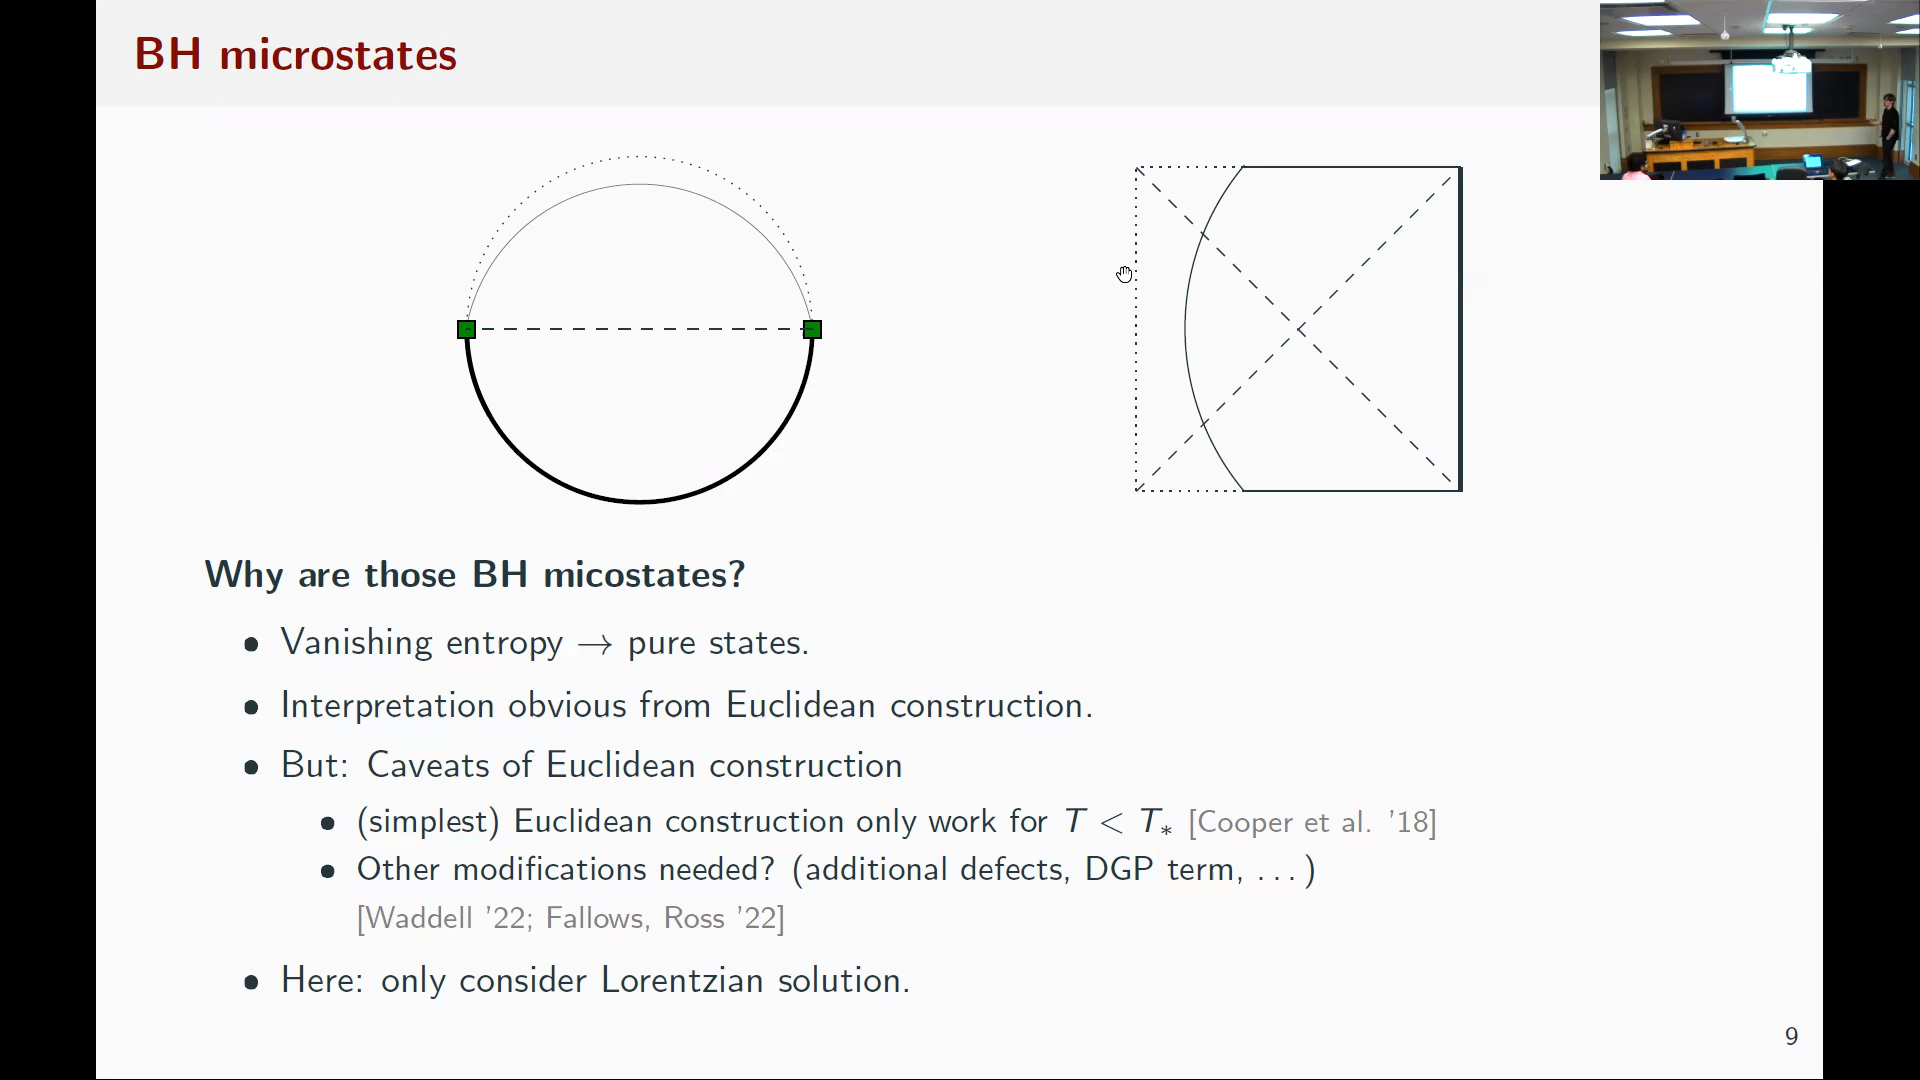 BH microstates
Why are those BH micostates?
• Vanishing entropy → pure states.
• Interpretation obvious from Euclidean construction.
• But: Caveats of Euclidean construction
• (simplest) Euclidean construction only work for T < T∗ [Cooper et al. '18]
• Other modifications needed? (additional defects, DGP term, ...)
[Waddell '22; Fallows, Ross '22]
• Here: only consider Lorentzian solution.
9